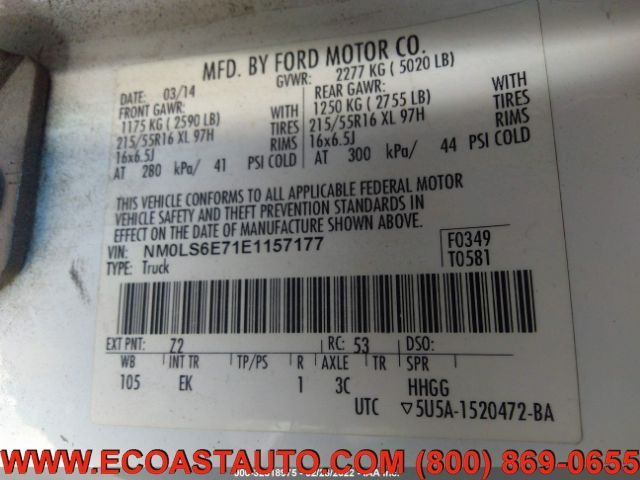 MFD. BY FORD MOTOR CO.
DATE: 03/14 GVWR: 2277 KG ( 5020 LB)
FRONT GAWR: REAR GAWR: WITH
1175 KG ( 2590 LB) WITH 1250 KG ( 2755 LB) TIRES
215/55R16 XL 97H TIRES 215/55R16 XL 97H RIMS
16x6.5J RIMS 16x6.5J
AT 280 kPa/ 41 PSI COLD AT 300 kPa/ 44 PSI COLD
THIS VEHICLE CONFORMS TO ALL APPLICABLE FEDERAL MOTOR
VEHICLE SAFETY AND THEFT PREVENTION STANDARDS IN
EFFECT ON THE DATE OF MANUFACTURE SHOWN ABOVE.
VIN: NM0LS6E71E1157177 F0349
TYPE: Truck T0581
EXT PNT: Z2 RC: 53 DSO:
WB INT TR TP/PS R AXLE TR SPR
105 EK 1 3C HHGG
UTC ▽5U5A-1520472-BA
WWW.ECOASTAUTO.COM (800) 869-0655